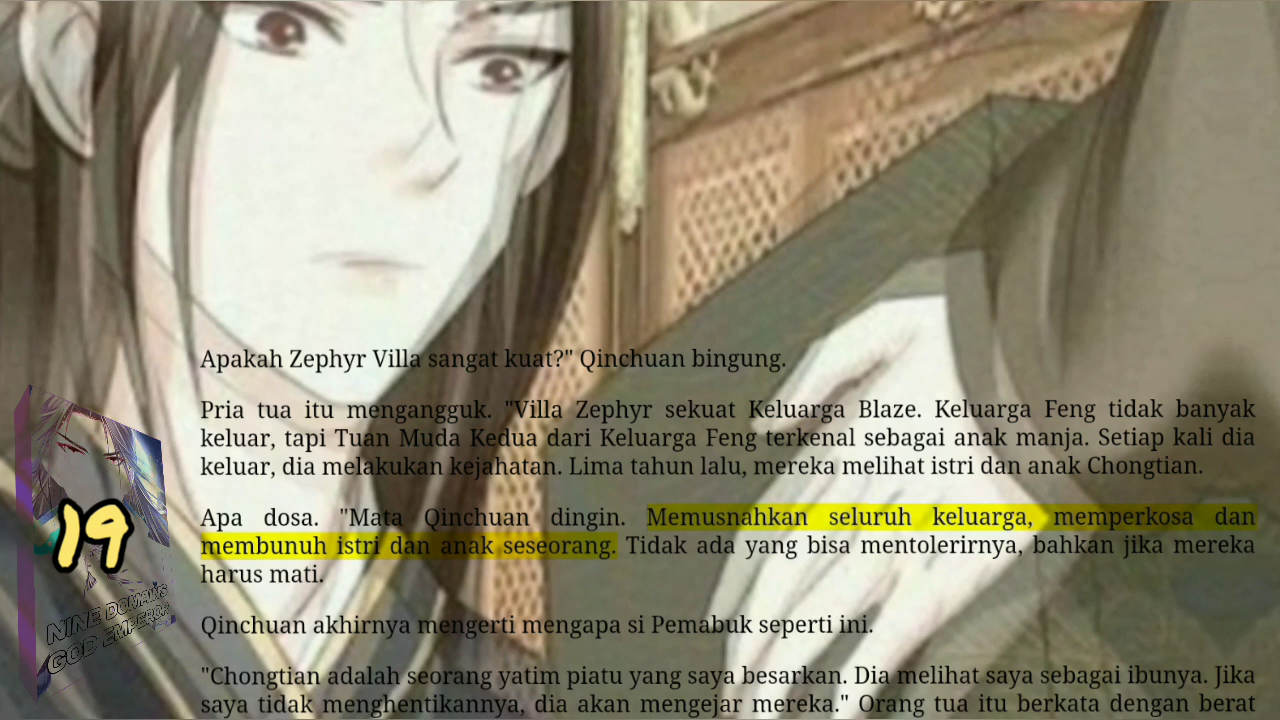 Apakah Zephyr Villa sangat kuat?" Qinchuan bingung.
Pria tua itu mengangguk. "Villa Zephyr sekuat Keluarga Blaze. Keluarga Feng tidak banyak
keluar, tapi Tuan Muda Kedua dari Keluarga Feng terkenal sebagai anak manja. Setiap kali dia
keluar, dia melakukan kejahatan. Lima tahun lalu, mereka melihat istri dan anak Chongtian.
Apa dosa. "Mata Qinchuan dingin. Memusnahkan seluruh keluarga, memperkosa dan
membunuh istri dan anak seseorang. Tidak ada yang bisa mentolerirnya, bahkan jika mereka
harus mati.
19
NINE DOMAINS
GOD EMPEROR
Qinchuan akhirnya mengerti mengapa si Pemabuk seperti ini.
"Chongtian adalah seorang yatim piatu yang saya besarkan. Dia melihat saya sebagai ibunya. Jika
saya tidak menghentikannya, dia akan mengejar mereka." Orang tua itu berkata dengan berat